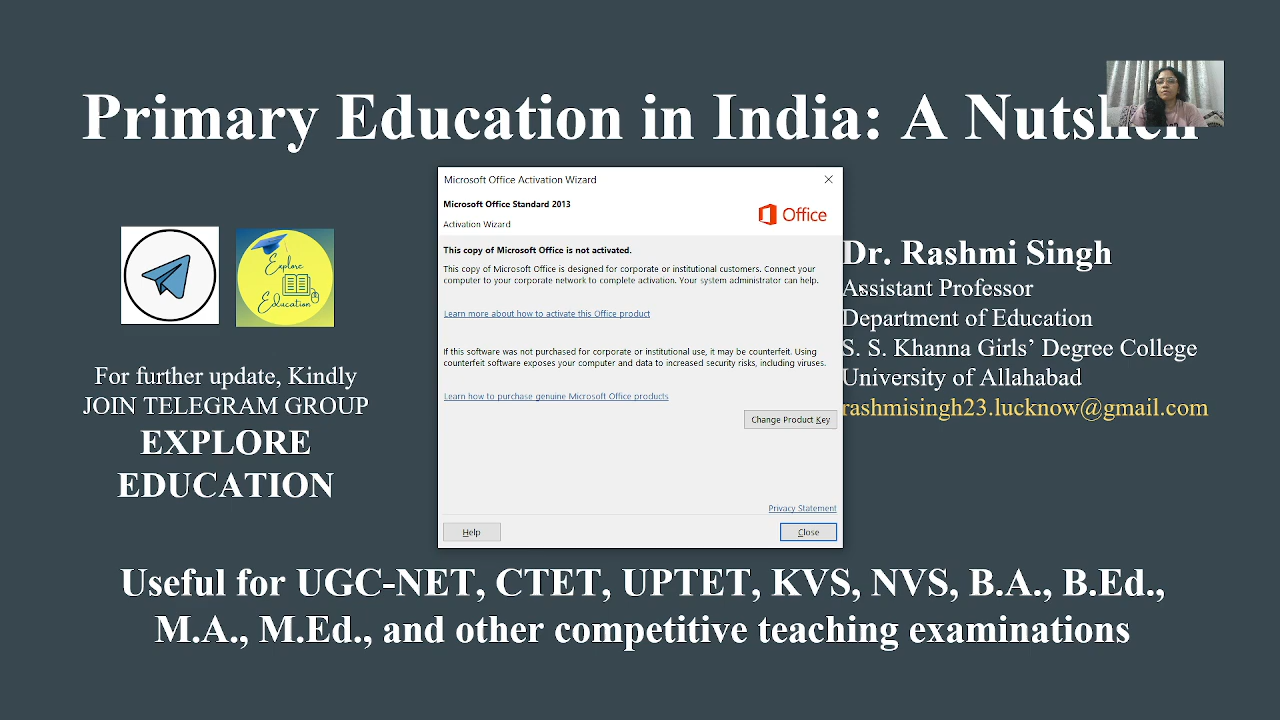 Primary Education in India: A Nutshell
Microsoft Office Activation Wizard
Microsoft Office Standard 2013
Activation Wizard
Office
This copy of Microsoft Office is not activated.
This copy of Microsoft Office is designed for corporate or institutional customers. Connect your
computer to your corporate network to complete activation. Your system administrator can help.
Learn more about how to activate this Office product
If this software was not purchased for corporate or institutional use, it may be counterfeit. Using
counterfeit software exposes your computer and data to increased security risks, including viruses.
Learn how to purchase genuine Microsoft Office products
Change Product Key
Privacy Statement
Help
Close
Explore
Education
For further update, Kindly
JOIN TELEGRAM GROUP
EXPLORE
EDUCATION
Dr. Rashmi Singh
Assistant Professor
Department of Education
S. S. Khanna Girls’ Degree College
University of Allahabad
rashmisingh23.lucknow@gmail.com
Useful for UGC-NET, CTET, UPTET, KVS, NVS, B.A., B.Ed.,
M.A., M.Ed., and other competitive teaching examinations